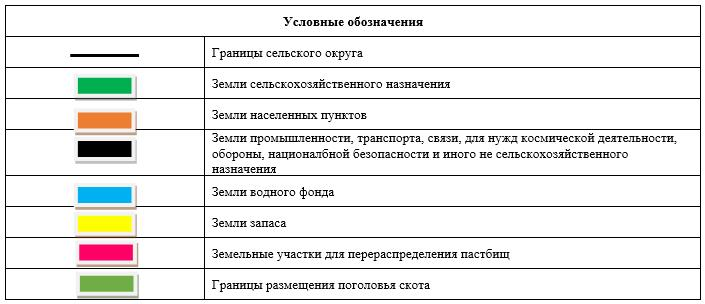 Условные обозначения
Границы сельского округа
Земли сельскохозяйственного назначения
Земли населенных пунктов
Земли промышленности, транспорта, связи, для нужд космической деятельности,
обороны, националбной безопасности и иного не сельскохозяйственного
назначения
Земли водного фонда
Земли запаса
Земельные участки для перераспределения пастбищ
Границы размещения поголовья скота